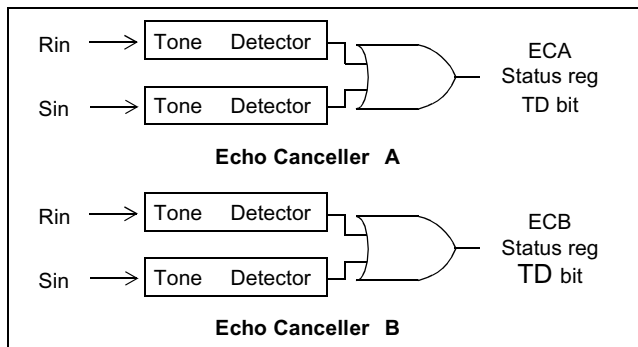 Rin Tone Detector
ECA
Status reg
TD bit
Sin Tone Detector
Echo Canceller A
Rin Tone Detector
ECB
Status reg
TD bit
Sin Tone Detector
Echo Canceller B